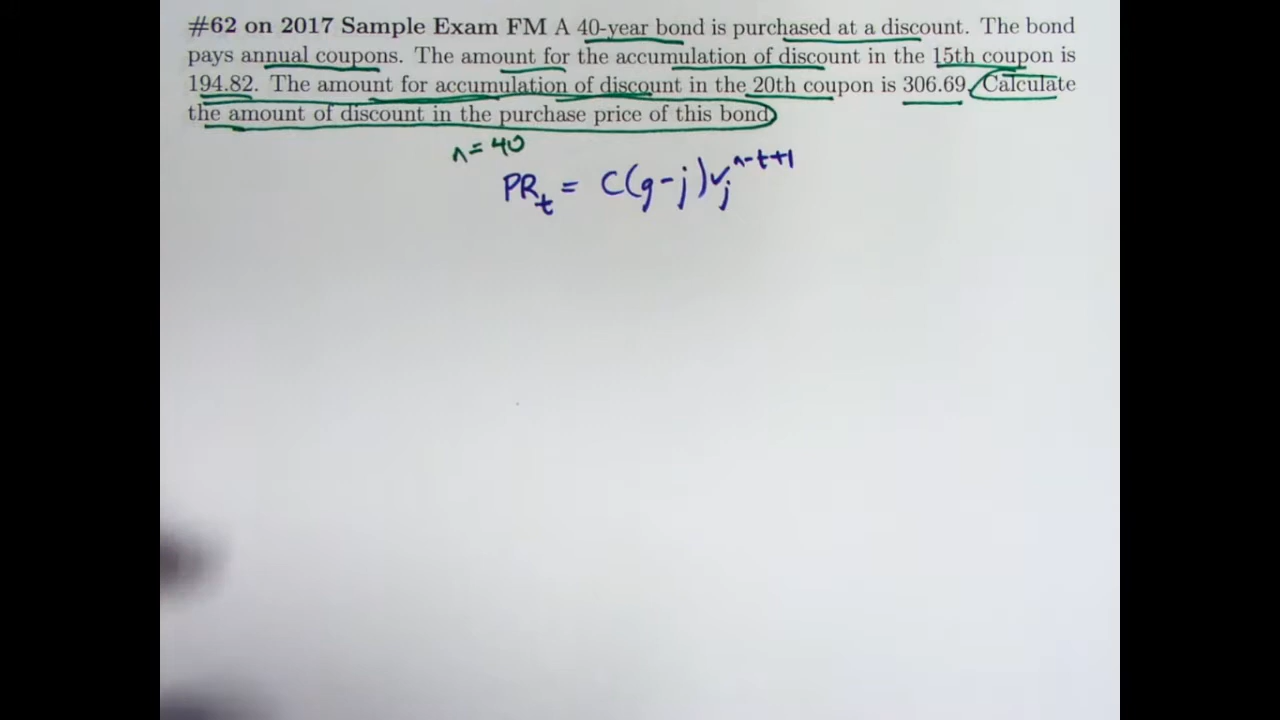 #62 on 2017 Sample Exam FM A 40-year bond is purchased at a discount. The bond
pays annual coupons. The amount for the accumulation of discount in the 15th coupon is
194.82. The amount for accumulation of discount in the 20th coupon is 306.69. Calculate
the amount of discount in the purchase price of this bond.
n = 40
PR_t = C(g-j)v_j^{n-t+1}